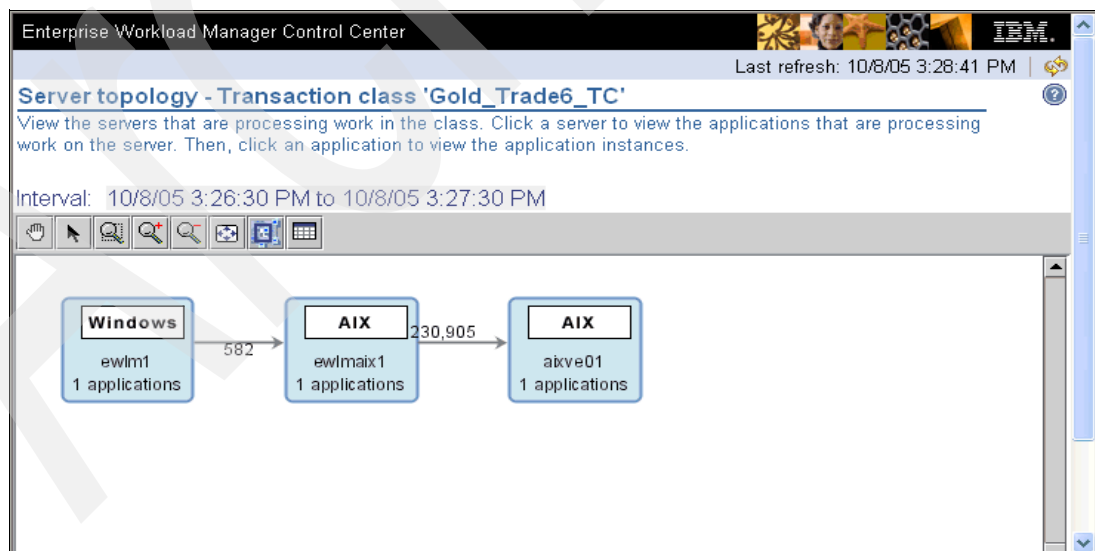 Enterprise Workload Manager Control Center
IBM.
Last refresh: 10/8/05 3:28:41 PM
Server topology - Transaction class 'Gold_Trade6_TC'
View the servers that are processing work in the class. Click a server to view the applications that are processing
work on the server. Then, click an application to view the application instances.
Interval: 10/8/05 3:26:30 PM to 10/8/05 3:27:30 PM
Windows
ewlm1
1 applications
582
AIX
ewlmaix1
1 applications
230,905
AIX
aixve01
1 applications